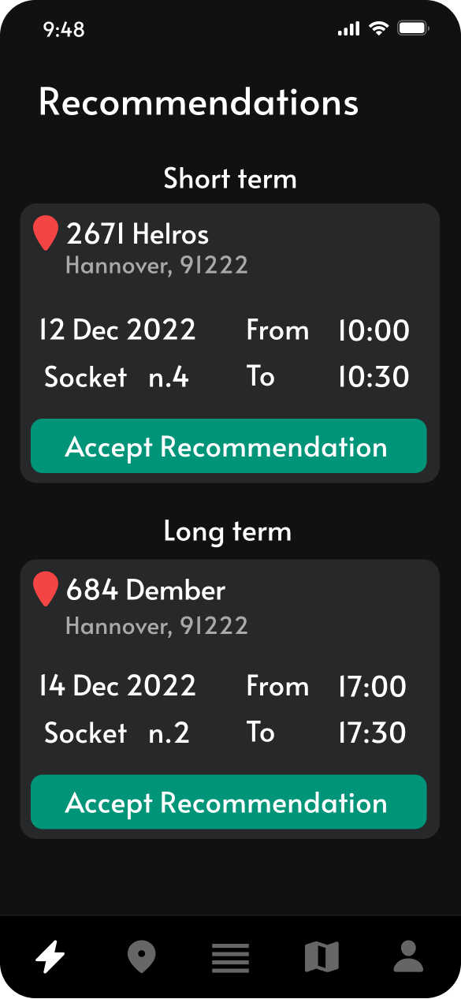 9:48
Recommendations
Short term
2671 Helros
Hannover, 91222
12 Dec 2022 From 10:00
Socket n.4 To 10:30
Accept Recommendation
Long term
684 Dember
Hannover, 91222
14 Dec 2022 From 17:00
Socket n.2 To 17:30
Accept Recommendation